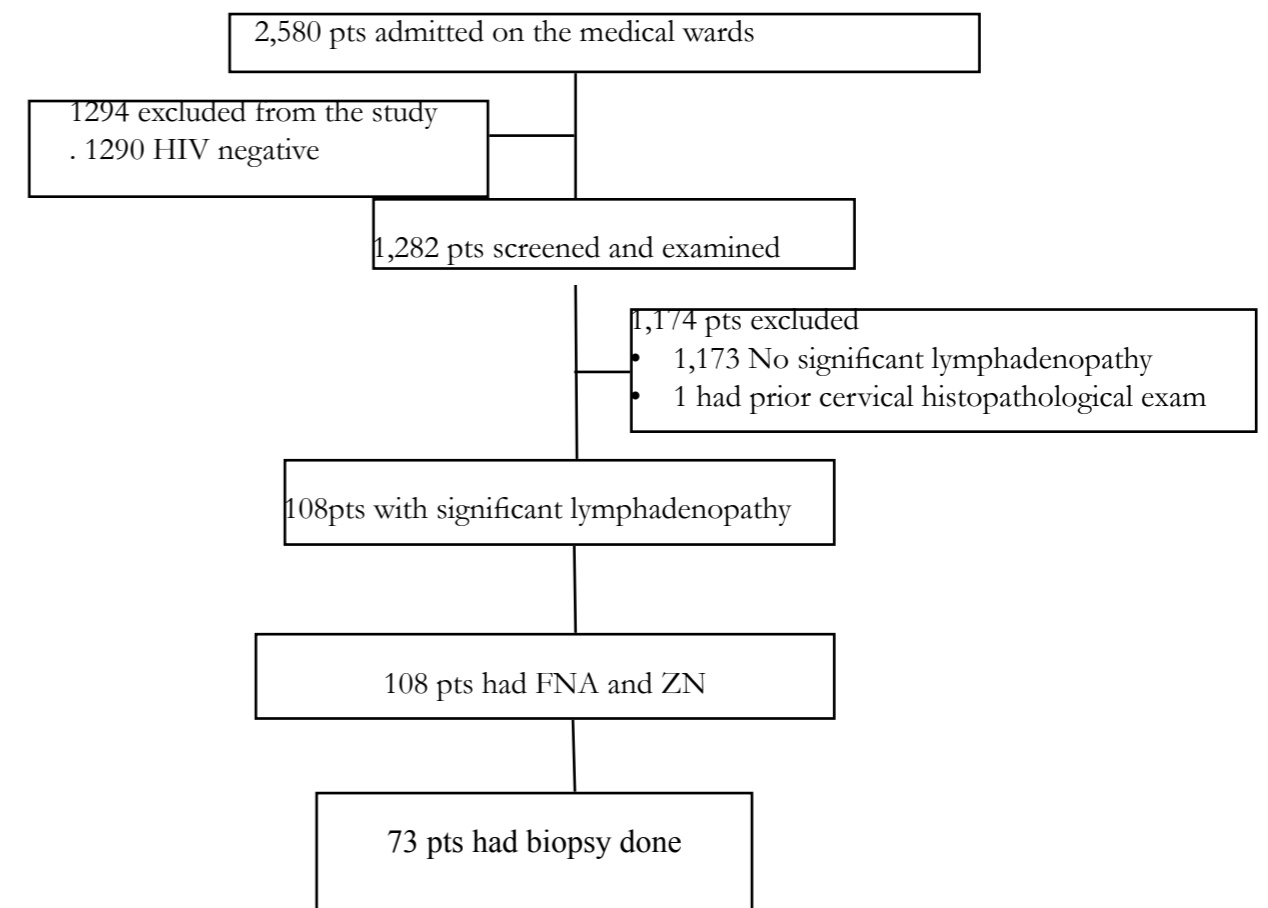 2,580 pts admitted on the medical wards
1294 excluded from the study
. 1290 HIV negative
1,282 pts screened and examined
1,174 pts excluded
• 1,173 No significant lymphadenopathy
• 1 had prior cervical histopathological exam
108pts with significant lymphadenopathy
108 pts had FNA and ZN
73 pts had biopsy done